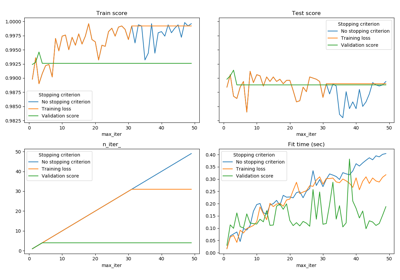 Train score
1.0000
0.9975
0.9950
0.9925
0.9900
0.9875
0.9850
0.9825
Stopping criterion
No stopping criterion
Training loss
Validation score
0 10 20 30 40 50
max_iter
Test score
Stopping criterion
No stopping criterion
Training loss
Validation score
0 10 20 30 40 50
max_iter
n_iter_
50
40
30
20
10
0
Stopping criterion
No stopping criterion
Training loss
Validation score
0 10 20 30 40 50
max_iter
Fit time (sec)
0.40
0.35
0.30
0.25
0.20
0.15
0.10
0.05
0.00
Stopping criterion
No stopping criterion
Training loss
Validation score
0 10 20 30 40 50
max_iter